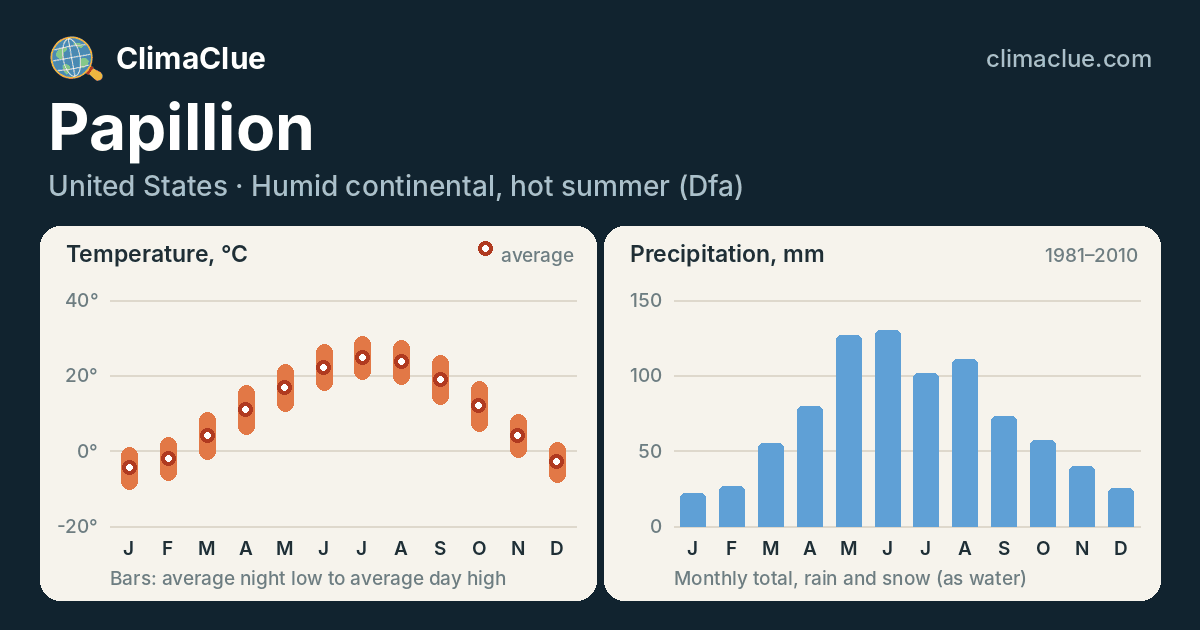 ClimaClue
climaclue.com
Papillion
United States · Humid continental, hot summer (Dfa)
Temperature, °C
average
40°
20°
0°
-20°
J F M A M J J A S O N D
Bars: average night low to average day high
Precipitation, mm
1981–2010
150
100
50
0
J F M A M J J A S O N D
Monthly total, rain and snow (as water)